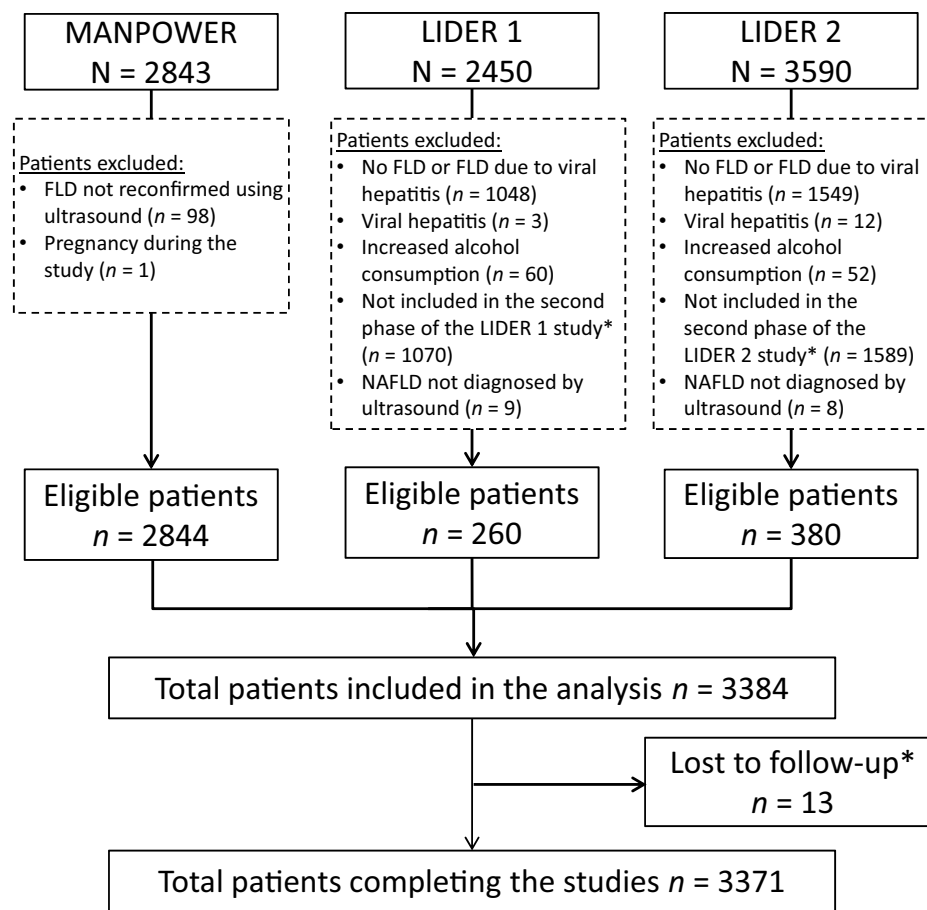 MANPOWER
N = 2843
Patients excluded:
• FLD not reconfirmed using
ultrasound (n = 98)
• Pregnancy during the
study (n = 1)
Eligible patients
n = 2844
LIDER 1
N = 2450
Patients excluded:
• No FLD or FLD due to viral
hepatitis (n = 1048)
• Viral hepatitis (n = 3)
• Increased alcohol
consumption (n = 60)
• Not included in the second
phase of the LIDER 1 study*
(n = 1070)
• NAFLD not diagnosed by
ultrasound (n = 9)
Eligible patients
n = 260
LIDER 2
N = 3590
Patients excluded:
• No FLD or FLD due to viral
hepatitis (n = 1549)
• Viral hepatitis (n = 12)
• Increased alcohol
consumption (n = 52)
• Not included in the
second phase of the
LIDER 2 study* (n = 1589)
• NAFLD not diagnosed by
ultrasound (n = 8)
Eligible patients
n = 380
Total patients included in the analysis n = 3384
Lost to follow-up*
n = 13
Total patients completing the studies n = 3371